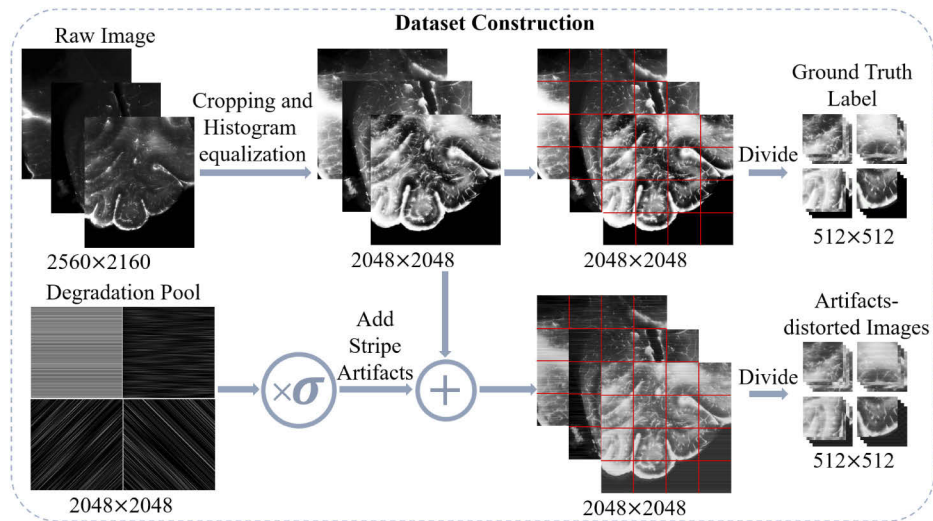 Dataset Construction
Raw Image
Cropping and
Histogram
equalization
Divide
Ground Truth
Label
2560×2160
2048×2048
2048×2048
512×512
Degradation Pool
×σ
Add
Stripe
Artifacts
+
Divide
Artifacts-
distorted Images
2048×2048
2048×2048
512×512